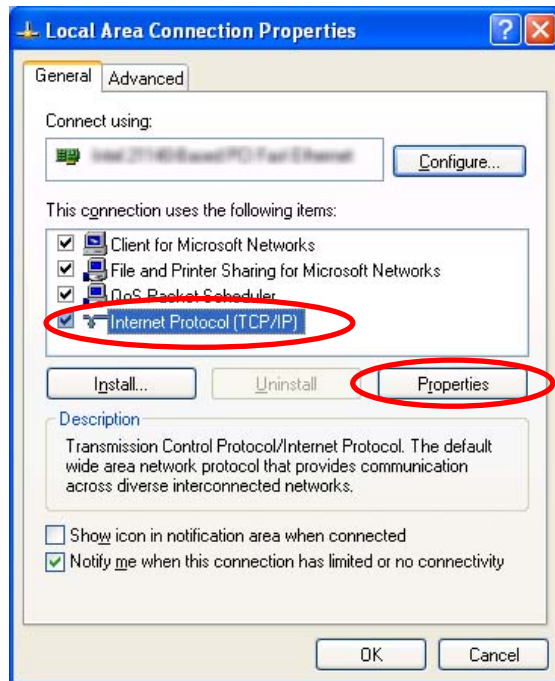 Local Area Connection Properties
General
Advanced
Connect using:
Configure...
This connection uses the following items:
Client for Microsoft Networks
File and Printer Sharing for Microsoft Networks
QoS Packet Scheduler
Internet Protocol (TCP/IP)
Install...
Uninstall
Properties
Description
Transmission Control Protocol/Internet Protocol. The default
wide area network protocol that provides communication
across diverse interconnected networks.
Show icon in notification area when connected
Notify me when this connection has limited or no connectivity
OK
Cancel